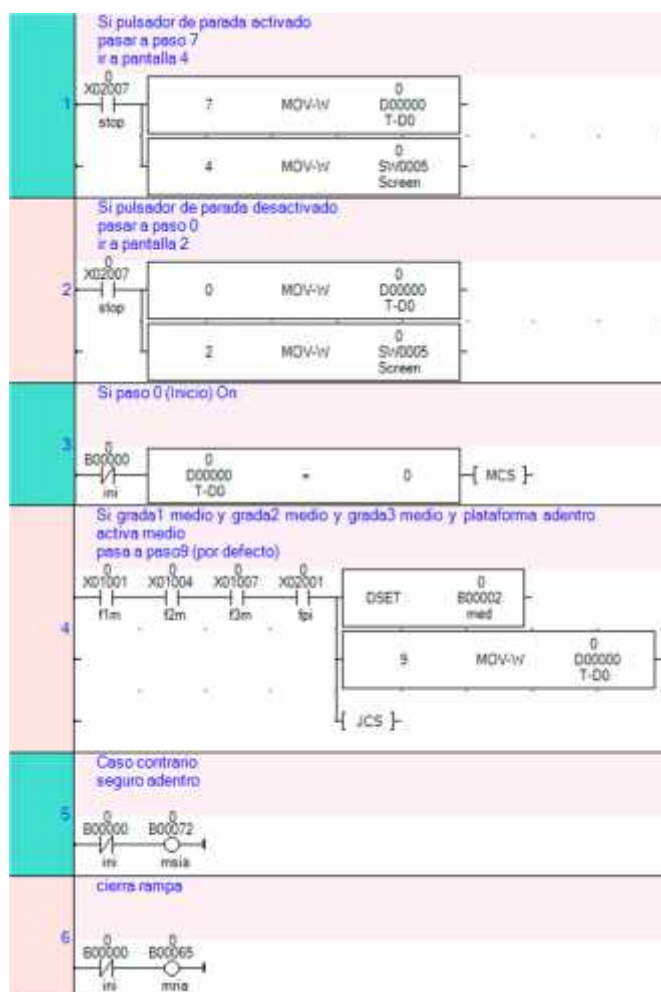 Si pulsador de parada activado
pasar a paso 7
ir a pantalla 4
1
0
X02007
stop
7 MOV-W 0
D00000
T-D0
4 MOV-W 0
SW0005
Screen
Si pulsador de parada desactivado
pasar a paso 0
ir a pantalla 2
2
0
X02007
stop
0 MOV-W 0
D00000
T-D0
2 MOV-W 0
SW0005
Screen
Si paso 0 (Inicio) On
3
0
B00000
ini
0
D00000 = 0
T-D0
MCS
Si grada1 medio y grada2 medio y grada3 medio y plataforma adentro
activa medio
pasa a paso9 (por defecto)
4
0 0 0 0
X01001 X01004 X01007 X02001
f1m f2m f3m fpi
DSET 0
B00002
med
9 MOV-W 0
D00000
T-D0
JCS
Caso contrario
seguro adentro
5
0 0
B00000 B00072
ini msia
cierra rampa
6
0 0
B00000 B00065
ini mria